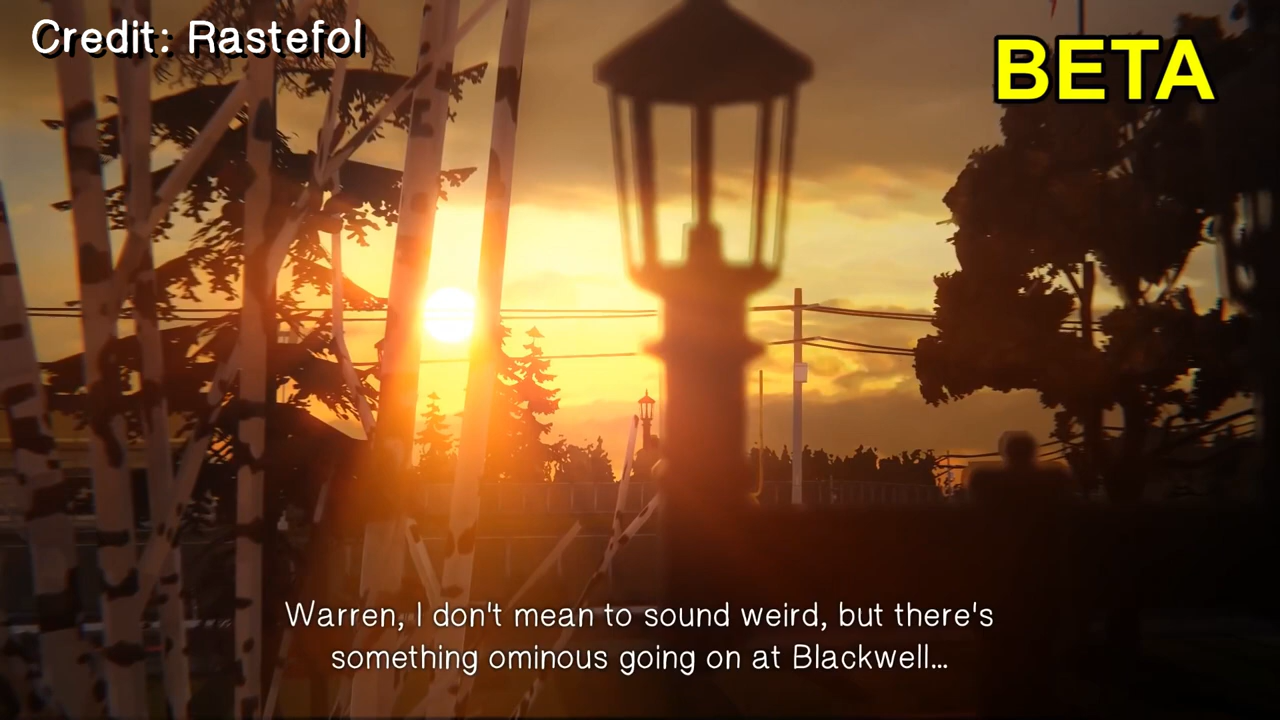 Credit: Rastefol
BETA
Warren, I don't mean to sound weird, but there's
something ominous going on at Blackwell...